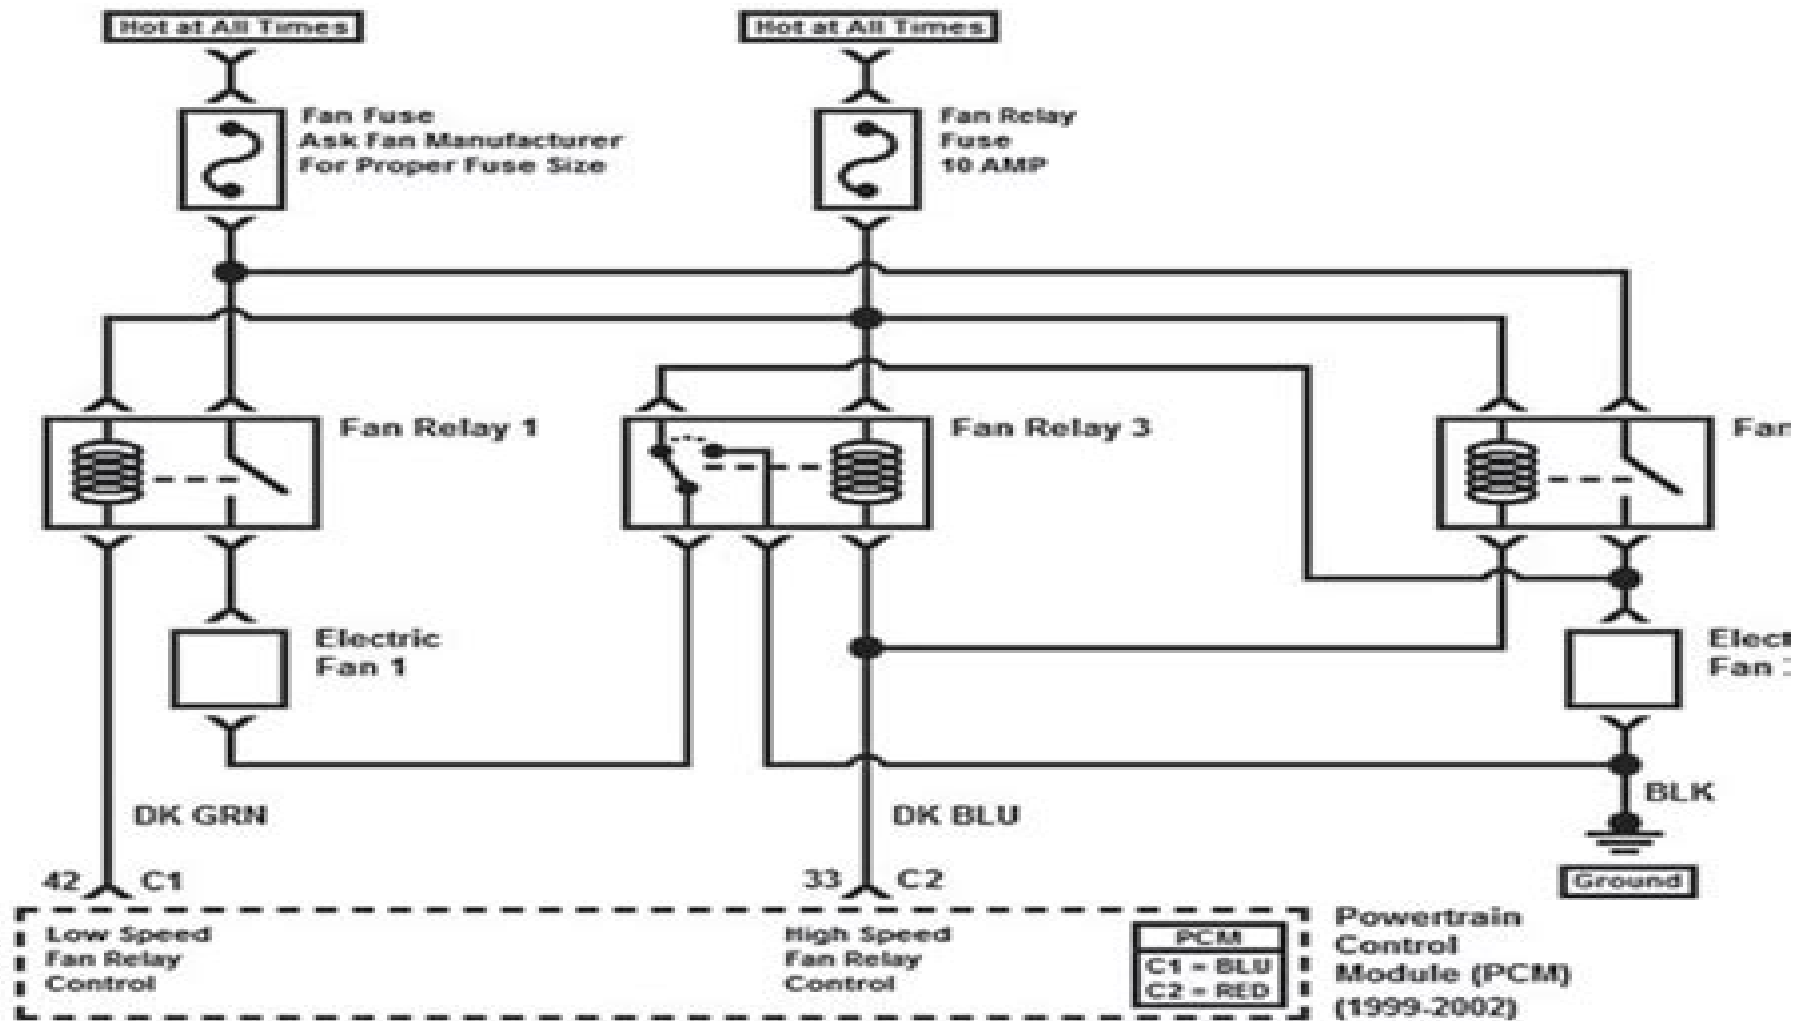 Hot at All Times
Hot at All Times
Fan Fuse
Ask Fan Manufacturer
For Proper Fuse Size
Fan Relay
Fuse
10 AMP
Fan Relay 1
Fan Relay 3
Fan
Electric
Fan 1
Elect
Fan
DK GRN
DK BLU
BLK
42
C1
33
C2
Ground
Low Speed
Fan Relay
Control
High Speed
Fan Relay
Control
PCM
C1 = BLU
C2 = RED
Powertrain
Control
Module (PCM)
(1999-2002)